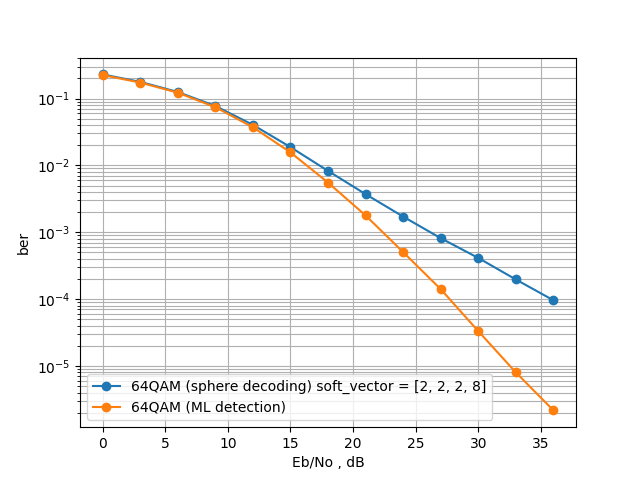 ber
10⁻¹
10⁻²
10⁻³
10⁻⁴
10⁻⁵
64QAM (sphere decoding) soft_vector = [2, 2, 2, 8]
64QAM (ML detection)
0 5 10 15 20 25 30 35
Eb/No , dB